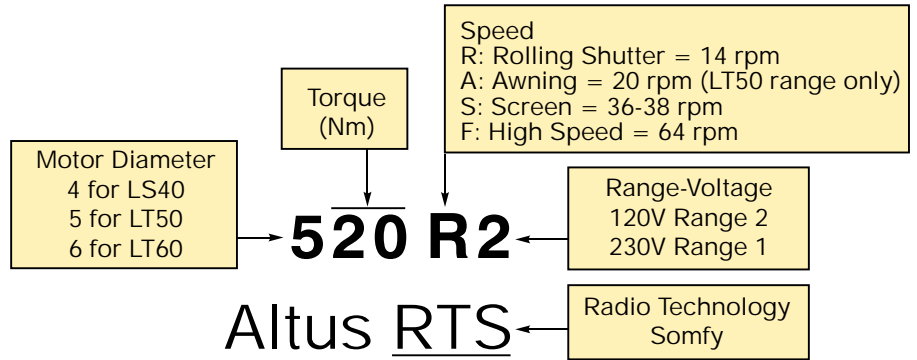 Speed
R: Rolling Shutter = 14 rpm
A: Awning = 20 rpm (LT50 range only)
S: Screen = 36-38 rpm
F: High Speed = 64 rpm
Torque
(Nm)
Motor Diameter
4 for LS40
5 for LT50
6 for LT60
520 R2
Range-Voltage
120V Range 2
230V Range 1
Altus RTS
Radio Technology
Somfy